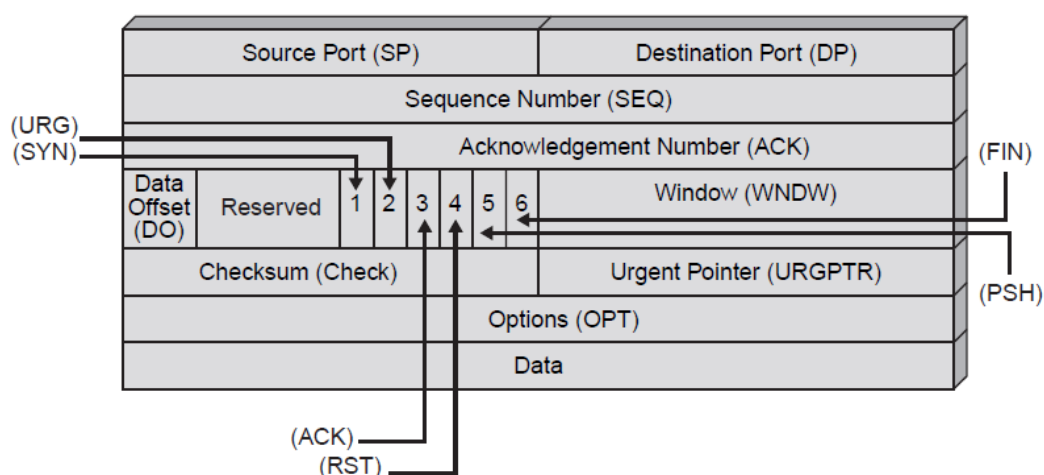 Source Port (SP)
Destination Port (DP)
Sequence Number (SEQ)
(URG)
(SYN)
Acknowledgement Number (ACK)
(FIN)
Data
Offset
(DO)
Reserved
1
2
3
4
5
6
Window (WNDW)
Checksum (Check)
Urgent Pointer (URGPTR)
(PSH)
Options (OPT)
Data
(ACK)
(RST)